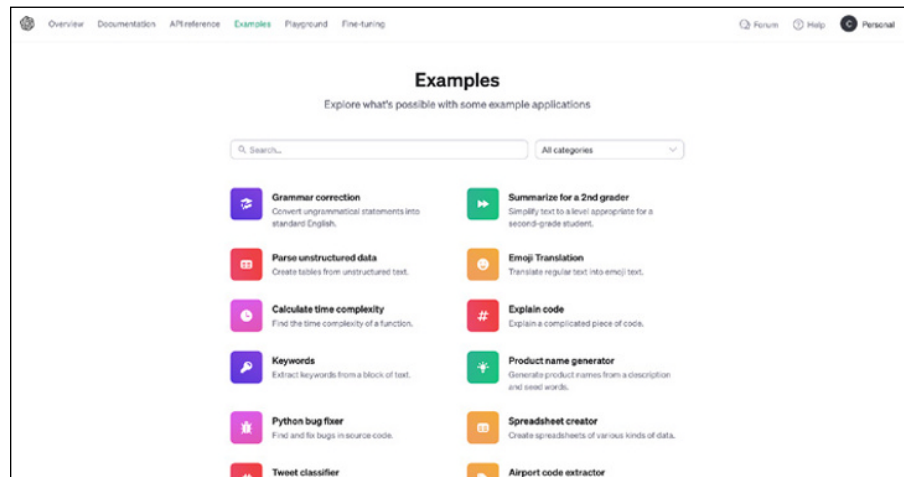 Overview Documentation API reference Examples Playground Fine-tuning Forum Help C Personal
Examples
Explore what's possible with some example applications
Search... All categories
Grammar correction
Convert ungrammatical statements into
standard English.
Summarize for a 2nd grader
Simplify text to a level appropriate for a
second-grade student.
Parse unstructured data
Create tables from unstructured text.
Emoji Translation
Translate regular text into emoji text.
Calculate time complexity
Find the time complexity of a function.
Explain code
Explain a complicated piece of code.
Keywords
Extract keywords from a block of text.
Product name generator
Generate product names from a description
and seed words.
Python bug fixer
Find and fix bugs in source code.
Spreadsheet creator
Create spreadsheets of various kinds of data.
Tweet classifier
Airport code extractor